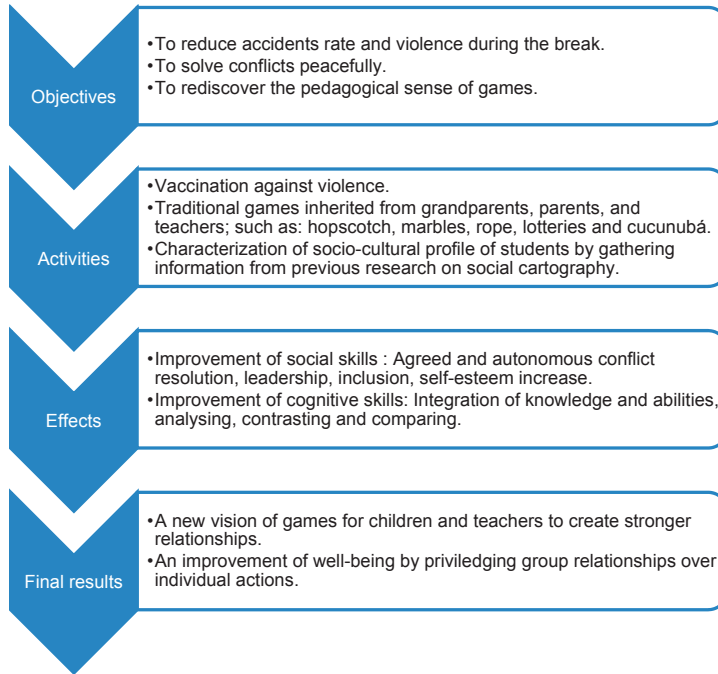 Objectives
•To reduce accidents rate and violence during the break.
•To solve conflicts peacefully.
•To rediscover the pedagogical sense of games.
Activities
•Vaccination against violence.
•Traditional games inherited from grandparents, parents, and
teachers; such as: hopscotch, marbles, rope, lotteries and cucunubá.
•Characterization of socio-cultural profile of students by gathering
information from previous research on social cartography.
Effects
•Improvement of social skills : Agreed and autonomous conflict
resolution, leadership, inclusion, self-esteem increase.
•Improvement of cognitive skills: Integration of knowledge and abilities,
analysing, contrasting and comparing.
Final results
•A new vision of games for children and teachers to create stronger
relationships.
•An improvement of well-being by priviledging group relationships over
individual actions.